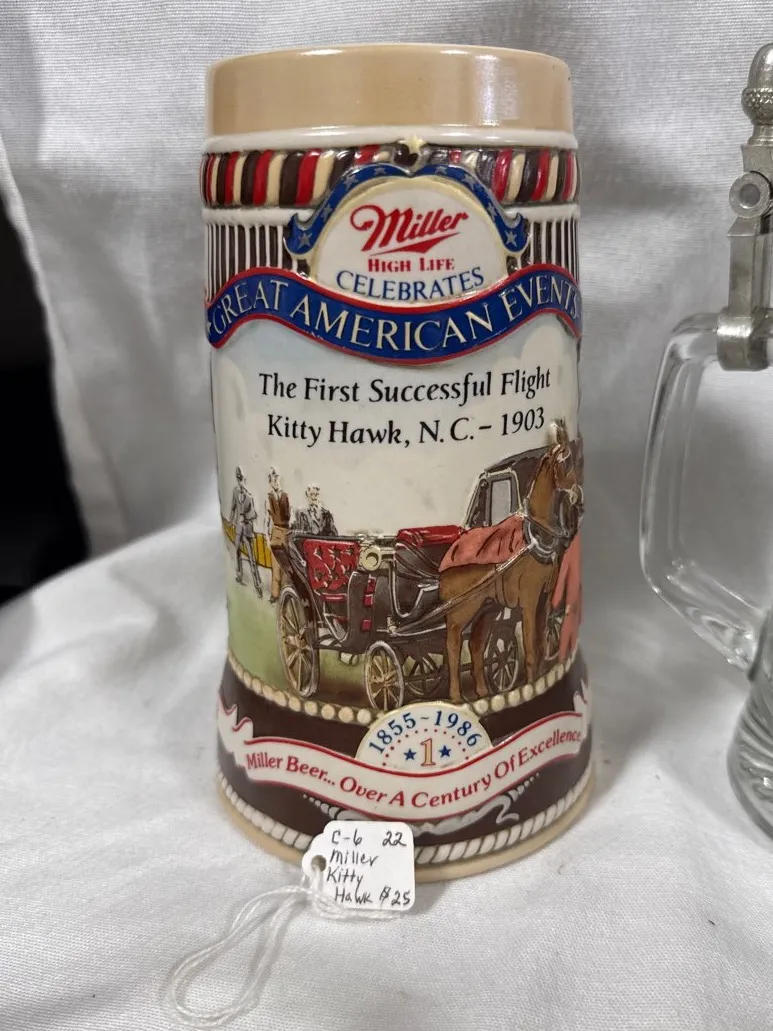 Miller
HIGH LIFE
CELEBRATES
GREAT AMERICAN EVENTS
The First Successful Flight
Kitty Hawk, N.C. – 1903
1855~1986
1
Miller Beer... Over A Century Of Excellence
C-6 22
Miller
Kitty
Hawk $25